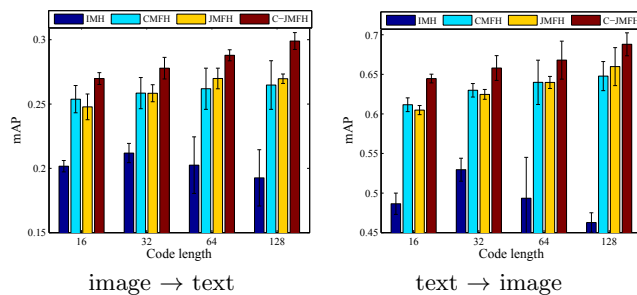 IMH CMFH JMFH C-JMFH
0.3
0.25
0.2
0.15
mAP
16 32 64 128
Code length
image → text
IMH CMFH JMFH C-JMFH
0.7
0.65
0.6
0.55
0.5
0.45
mAP
16 32 64 128
Code length
text → image